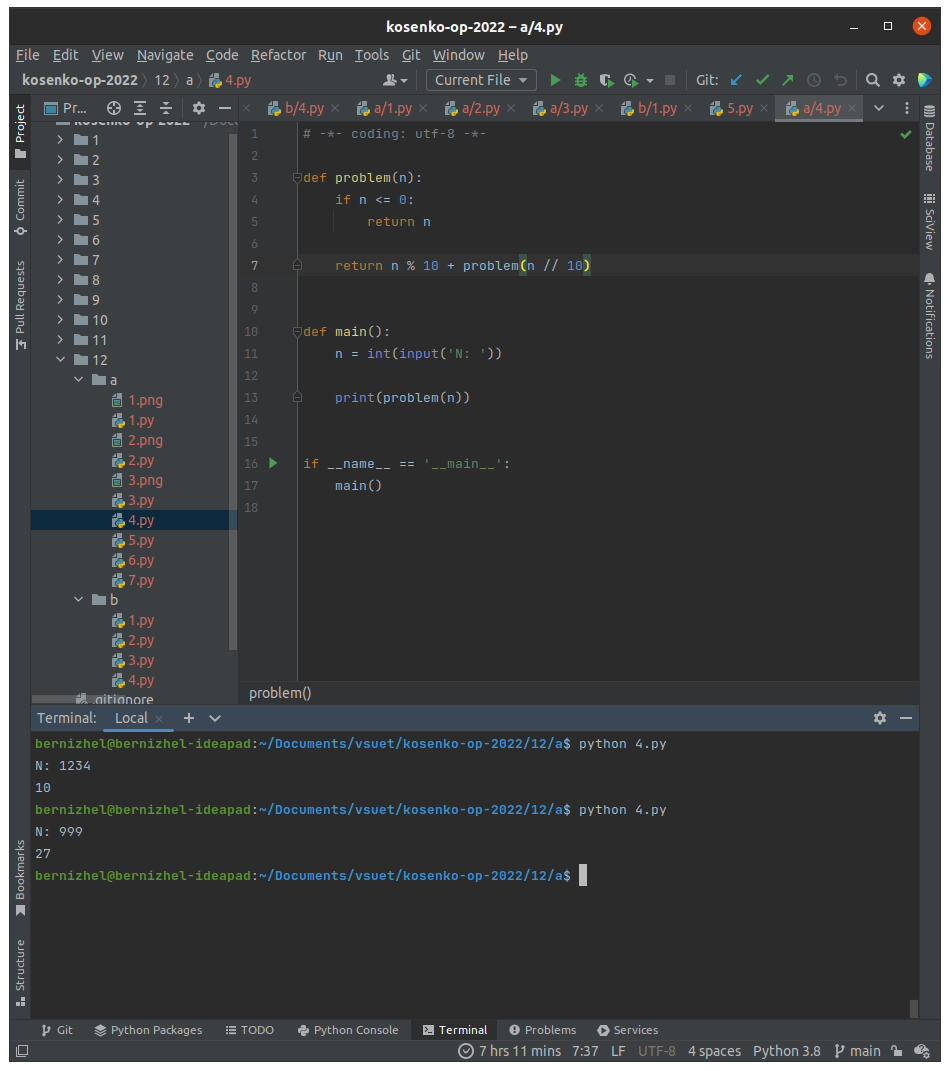 kosenko-op-2022 – a/4.py
File Edit View Navigate Code Refactor Run Tools Git Window Help
kosenko-op-2022 12 a 4.py Current File Git:
Project
Commit
Pull Requests
Bookmarks
Structure
Pr...
b/4.py a/1.py a/2.py a/3.py b/1.py 5.py a/4.py
1
2
3
4
5
6
7
8
9
10
11
12
a
1.png
1.py
2.png
2.py
3.png
3.py
4.py
5.py
6.py
7.py
b
1.py
2.py
3.py
4.py
.gitignore
1 # -*- coding: utf-8 -*-
2
3 def problem(n):
4 if n <= 0:
5 return n
6
7 return n % 10 + problem(n // 10)
8
9
10 def main():
11 n = int(input('N: '))
12
13 print(problem(n))
14
15
16 if __name__ == '__main__':
17 main()
18
problem()
Database
SciView
Notifications
Terminal: Local
bernizhel@bernizhel-ideapad:~/Documents/vsuet/kosenko-op-2022/12/a$ python 4.py
N: 1234
10
bernizhel@bernizhel-ideapad:~/Documents/vsuet/kosenko-op-2022/12/a$ python 4.py
N: 999
27
bernizhel@bernizhel-ideapad:~/Documents/vsuet/kosenko-op-2022/12/a$
Git Python Packages TODO Python Console Terminal Problems Services
7 hrs 11 mins 7:37 LF UTF-8 4 spaces Python 3.8 main